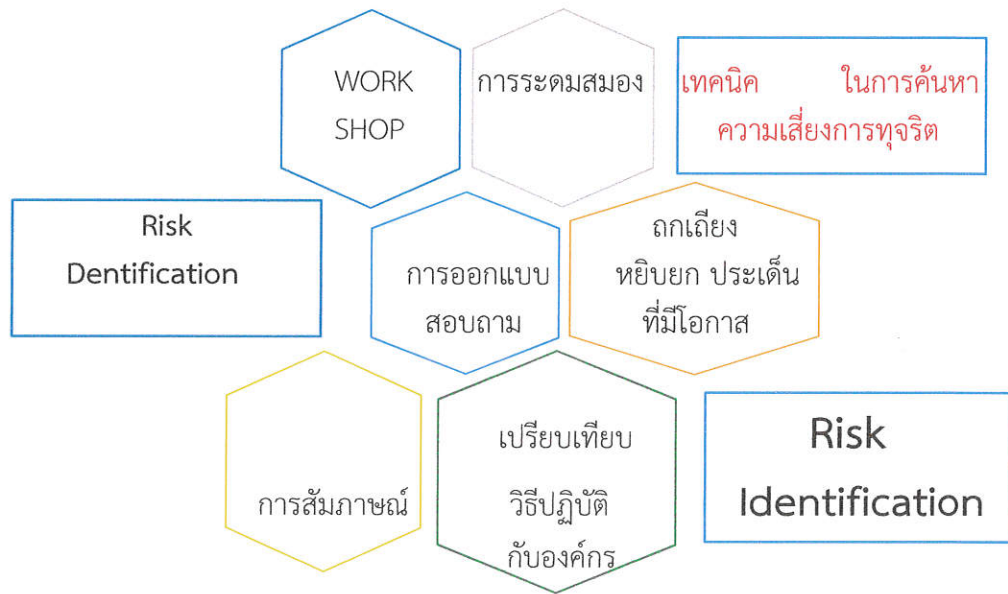 WORK
SHOP
การระดมสมอง
เทคนิค ในการค้นหา
ความเสี่ยงการทุจริต
Risk
Dentification
การออกแบบ
สอบถาม
ถกเถียง
หยิบยก ประเด็น
ที่มีโอกาส
การสัมภาษณ์
เปรียบเทียบ
วิธีปฏิบัติ
กับองค์กร
Risk
Identification